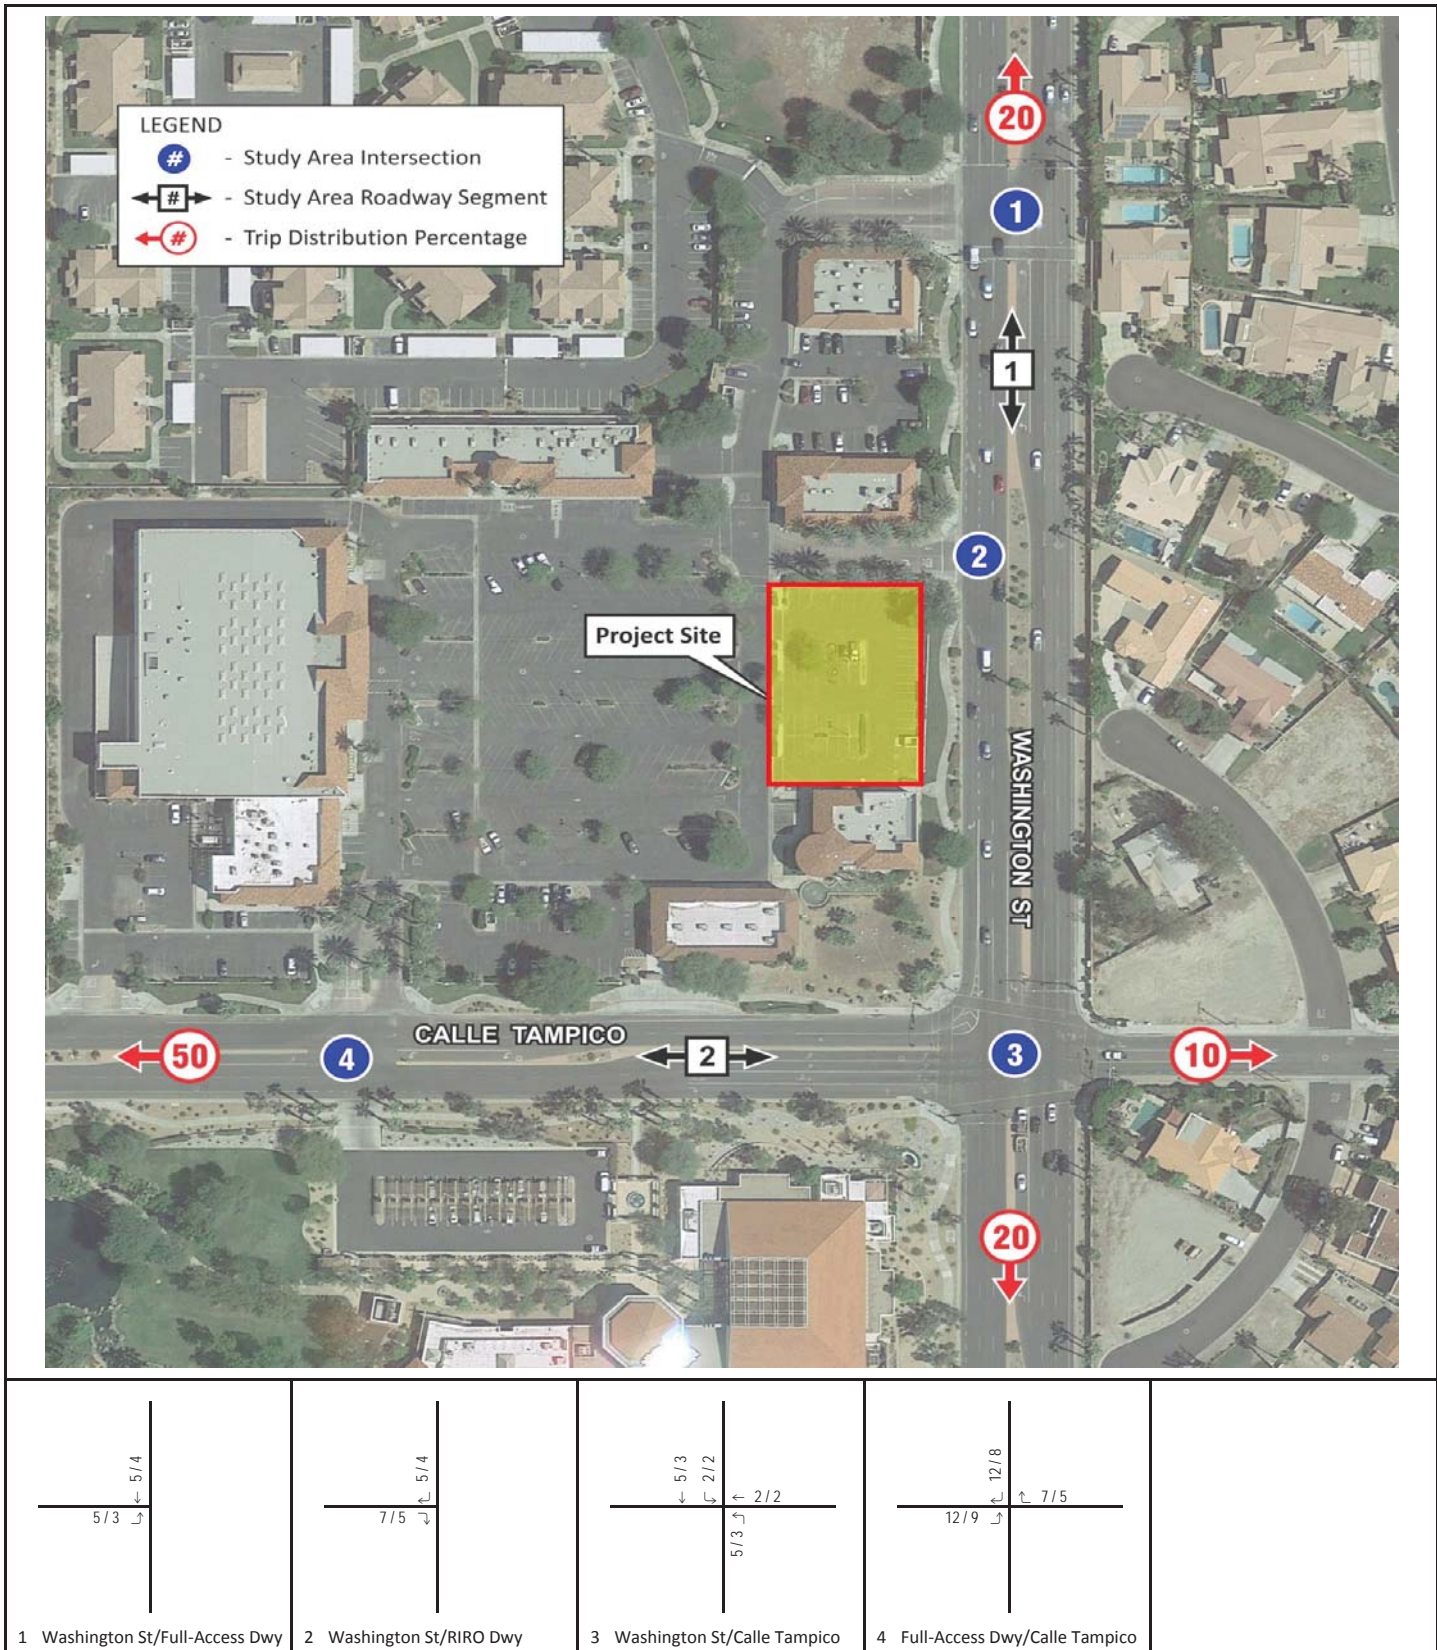 LEGEND
# - Study Area Intersection
# - Study Area Roadway Segment
# - Trip Distribution Percentage
20
1
1
2
Project Site
WASHINGTON ST
CALLE TAMPICO
50
4
2
3
10
20
5 / 4
5 / 3
1 Washington St/Full-Access Dwy
5 / 4
7 / 5
2 Washington St/RIRO Dwy
5 / 3
2 / 2
2 / 2
5 / 3
3 Washington St/Calle Tampico
12 / 8
7 / 5
12 / 9
4 Full-Access Dwy/Calle Tampico